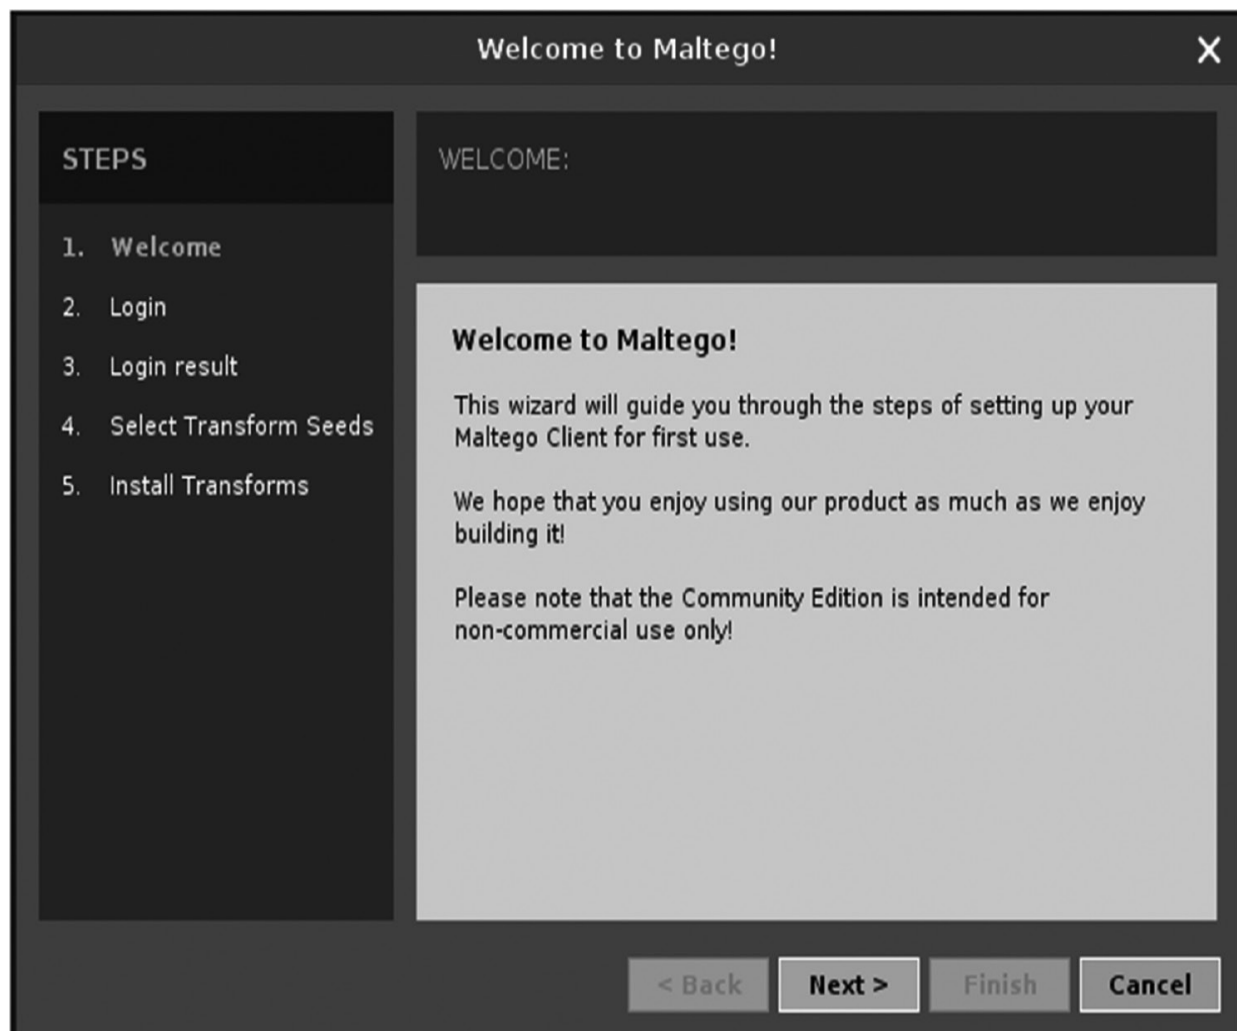 Welcome to Maltego!
X
STEPS
1. Welcome
2. Login
3. Login result
4. Select Transform Seeds
5. Install Transforms
WELCOME:
Welcome to Maltego!
This wizard will guide you through the steps of setting up your
Maltego Client for first use.
We hope that you enjoy using our product as much as we enjoy
building it!
Please note that the Community Edition is intended for
non-commercial use only!
< Back
Next >
Finish
Cancel